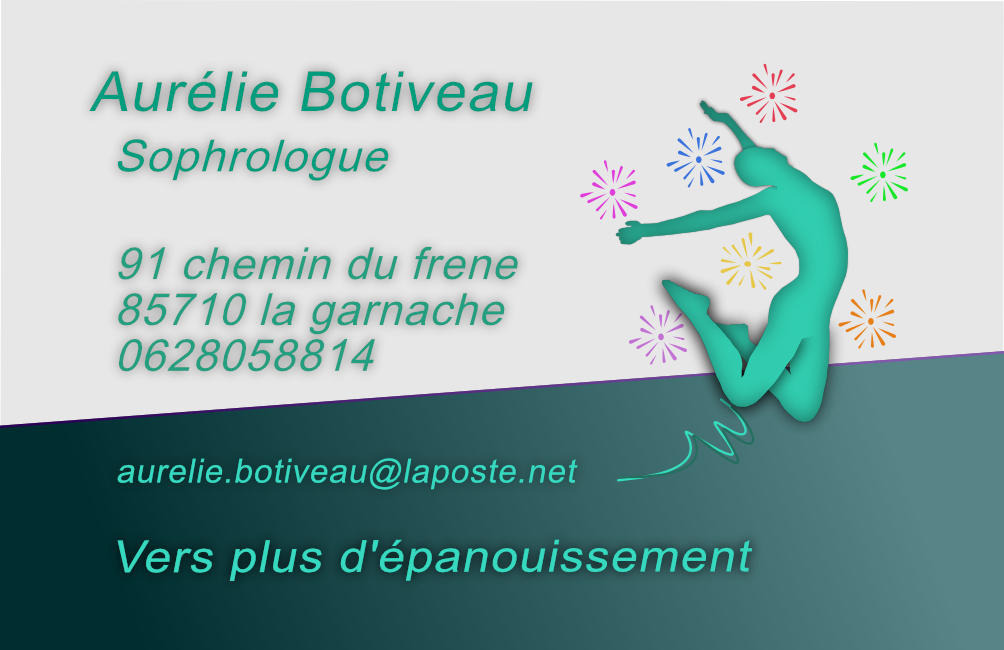 Aurélie Botiveau
Sophrologue
91 chemin du frene
85710 la garnache
0628058814
aurelie.botiveau@laposte.net
Vers plus d'épanouissement